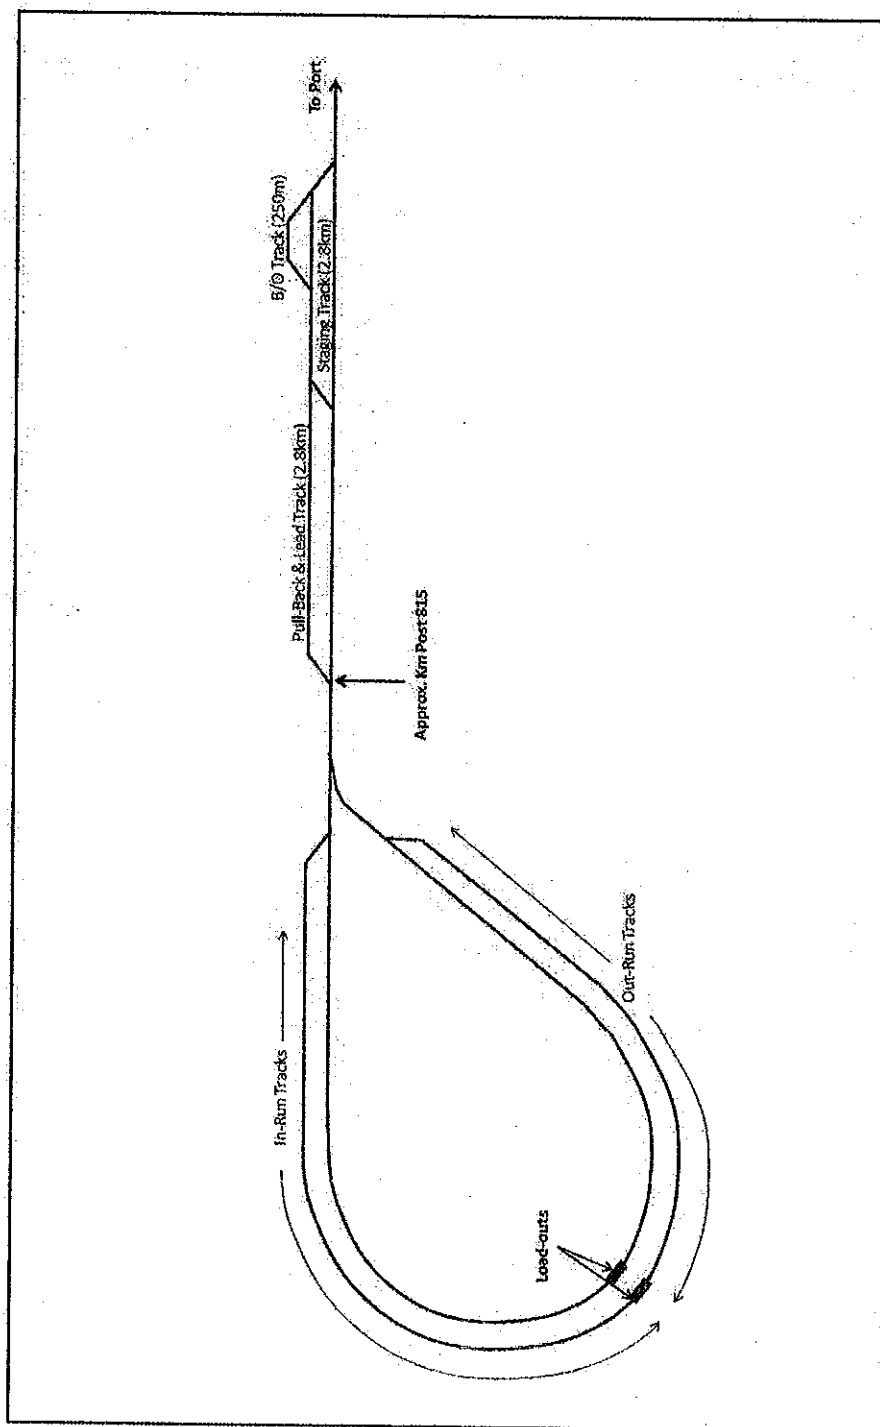 To Port
B/O Track (250m)
Staging Track (2.8km)
Pull-Back & Lead Track (2.8km)
Approx. Km Post 815
In-Run Tracks
Out-Run Tracks
Load-outs